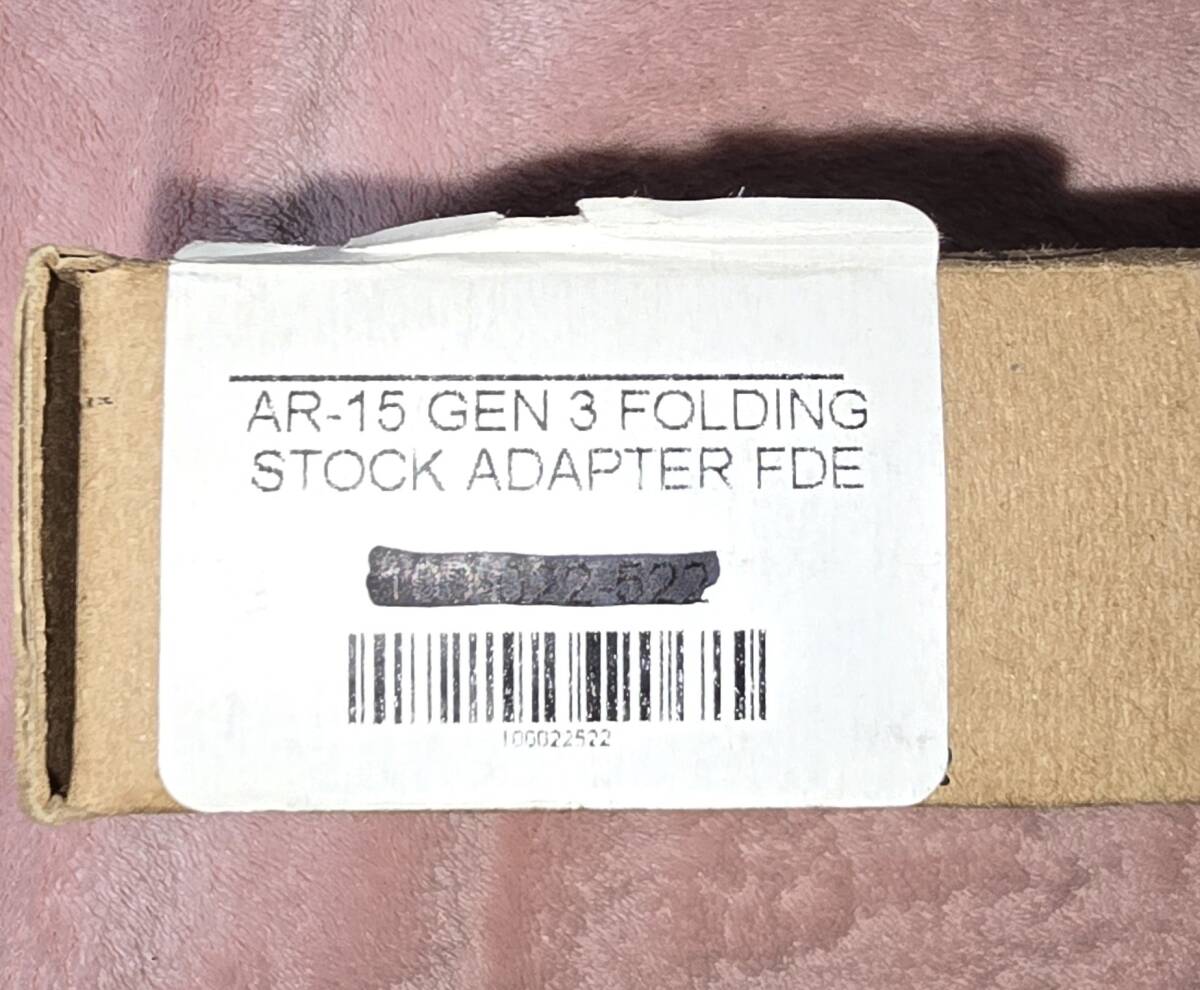 AR-15 GEN 3 FOLDING
STOCK ADAPTER FDE
100022522